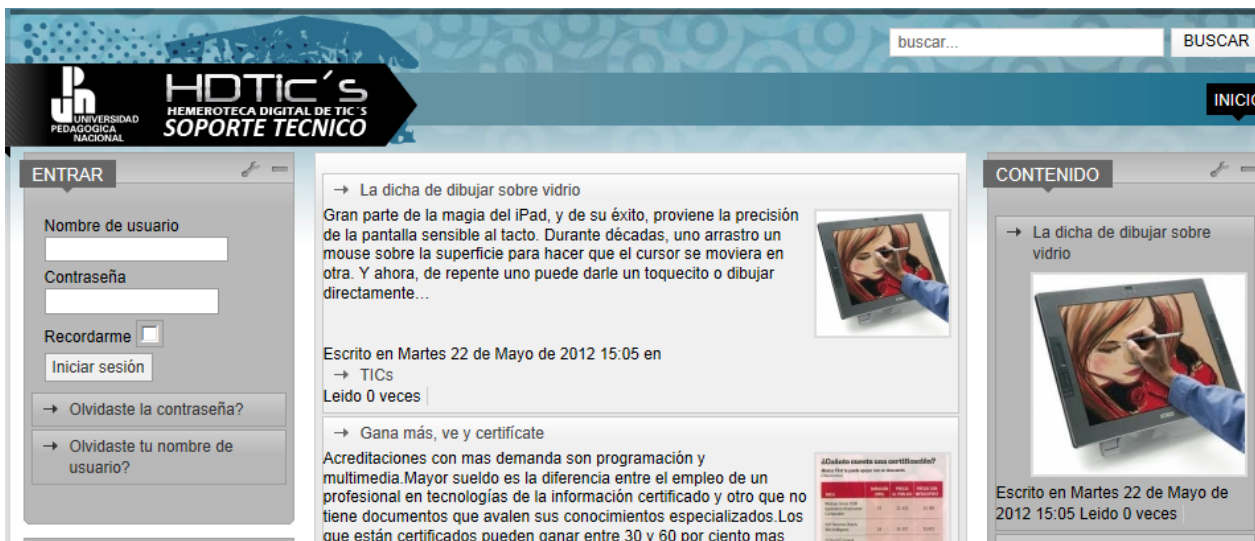 buscar...
BUSCAR
UNIVERSIDAD
PEDAGOGICA
NACIONAL
HDTIC´S
HEMEROTECA DIGITAL DE TIC´S
SOPORTE TECNICO
INICIO
ENTRAR
Nombre de usuario
Contraseña
Recordarme
Iniciar sesión
→ Olvidaste la contraseña?
→ Olvidaste tu nombre de
usuario?
→ La dicha de dibujar sobre vidrio
Gran parte de la magia del iPad, y de su éxito, proviene la precisión
de la pantalla sensible al tacto. Durante décadas, uno arrastro un
mouse sobre la superficie para hacer que el cursor se moviera en
otra. Y ahora, de repente uno puede darle un toquecito o dibujar
directamente…
Escrito en Martes 22 de Mayo de 2012 15:05 en
→ TICs
Leido 0 veces
→ Gana más, ve y certifícate
Acreditaciones con mas demanda son programación y
multimedia.Mayor sueldo es la diferencia entre el empleo de un
profesional en tecnologías de la información certificado y otro que no
tiene documentos que avalen sus conocimientos especializados.Los
que están certificados pueden ganar entre 30 y 60 por ciento mas
¿Cuánto cuesta una certificación?
CONTENIDO
→ La dicha de dibujar sobre
vidrio
Escrito en Martes 22 de Mayo de
2012 15:05 Leido 0 veces